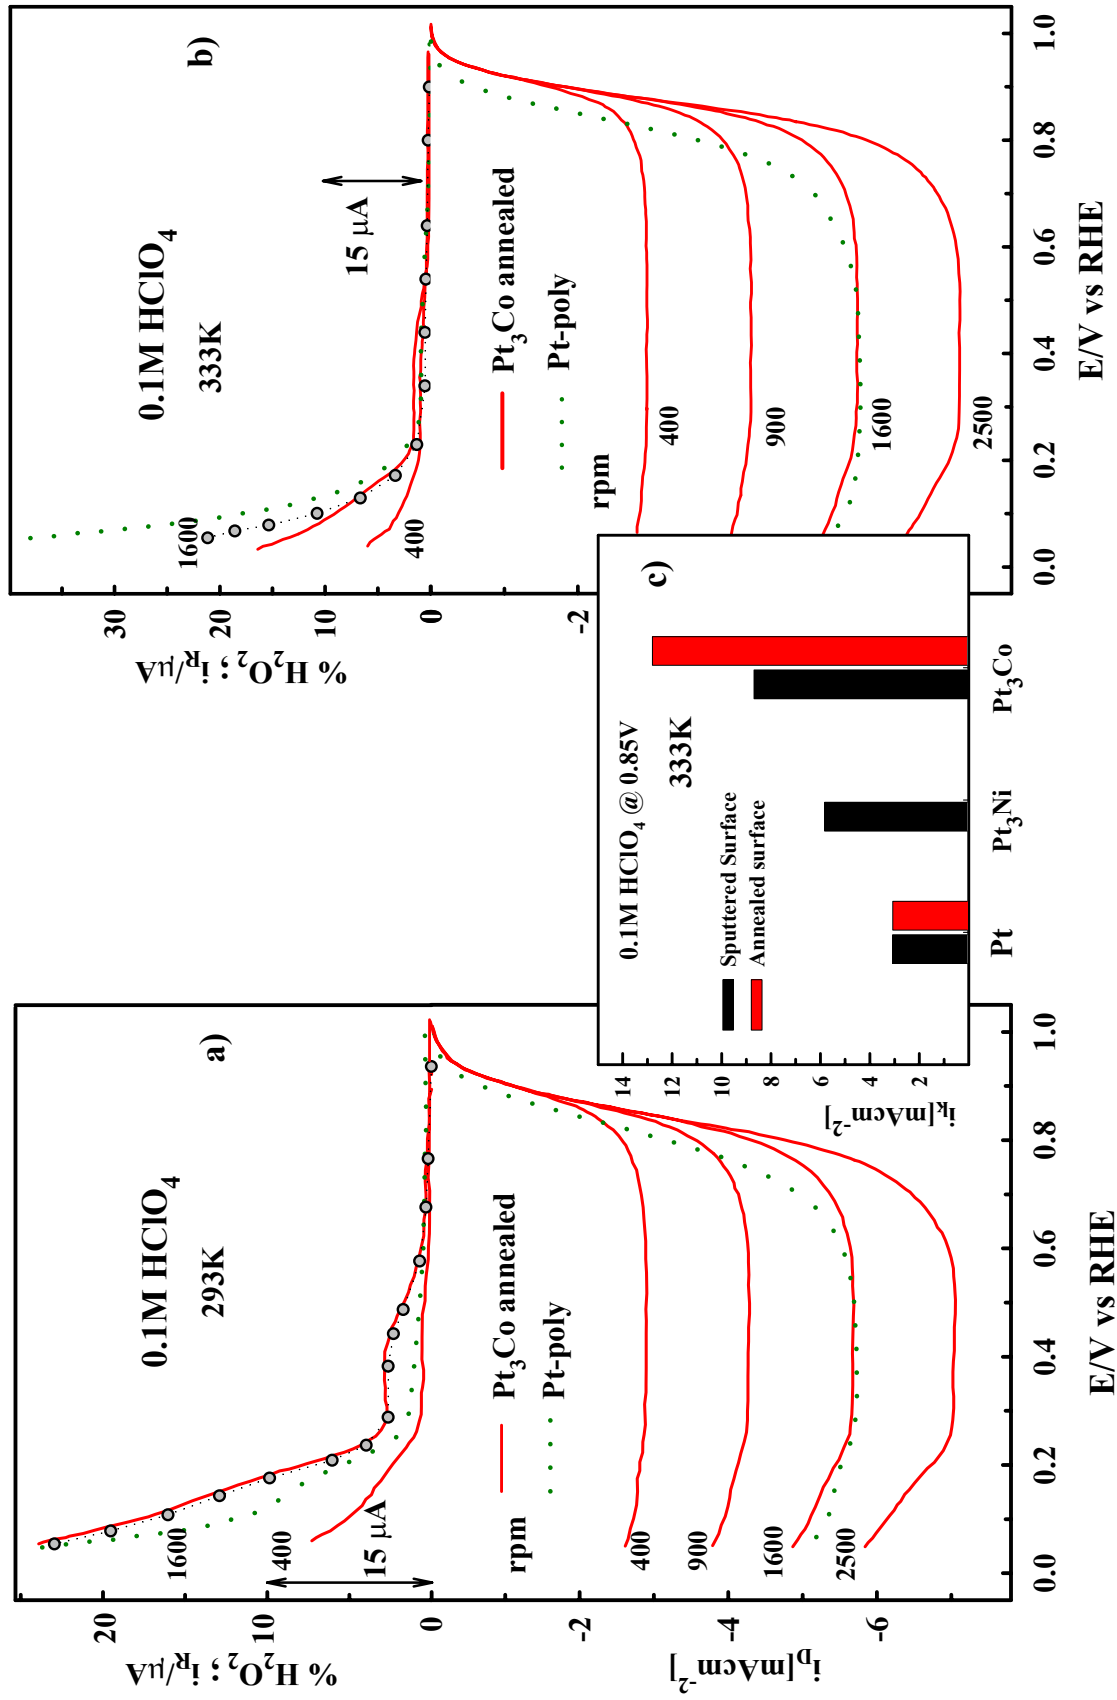 a)
0.1M HClO₄
293K
% H₂O₂ ; i_R/μA
20
10
0
1600
400
15 μA
rpm
Pt₃Co annealed
Pt-poly
i_D[mAcm⁻²]
-2
-4
-6
400
900
1600
2500
0.0 0.2 0.4 0.6 0.8 1.0
E/V vs RHE
b)
0.1M HClO₄
333K
% H₂O₂ ; i_R/μA
30
20
10
0
1600
400
15 μA
Pt₃Co annealed
Pt-poly
rpm
-2
400
900
1600
2500
0.0 0.2 0.4 0.6 0.8 1.0
E/V vs RHE
c)
0.1M HClO₄ @ 0.85V
333K
Sputtered Surface
Annealed surface
i_k[mAcm⁻²]
14
12
10
8
6
4
2
Pt Pt₃Ni Pt₃Co